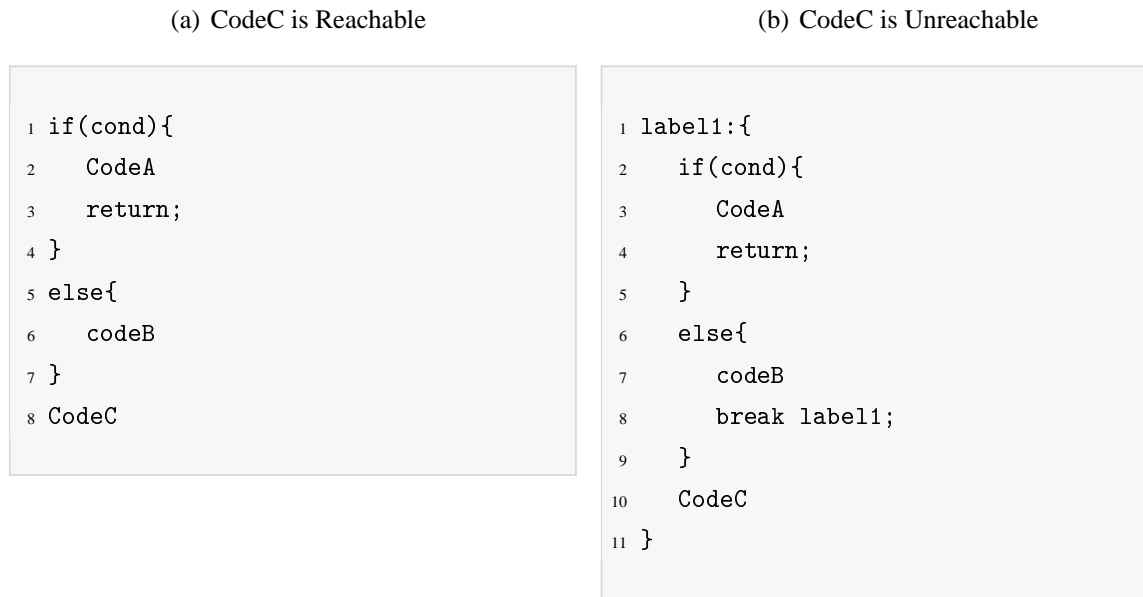 (a) CodeC is Reachable
1 if(cond){
2 CodeA
3 return;
4 }
5 else{
6 codeB
7 }
8 CodeC
(b) CodeC is Unreachable
1 label1:{
2 if(cond){
3 CodeA
4 return;
5 }
6 else{
7 codeB
8 break label1;
9 }
10 CodeC
11 }